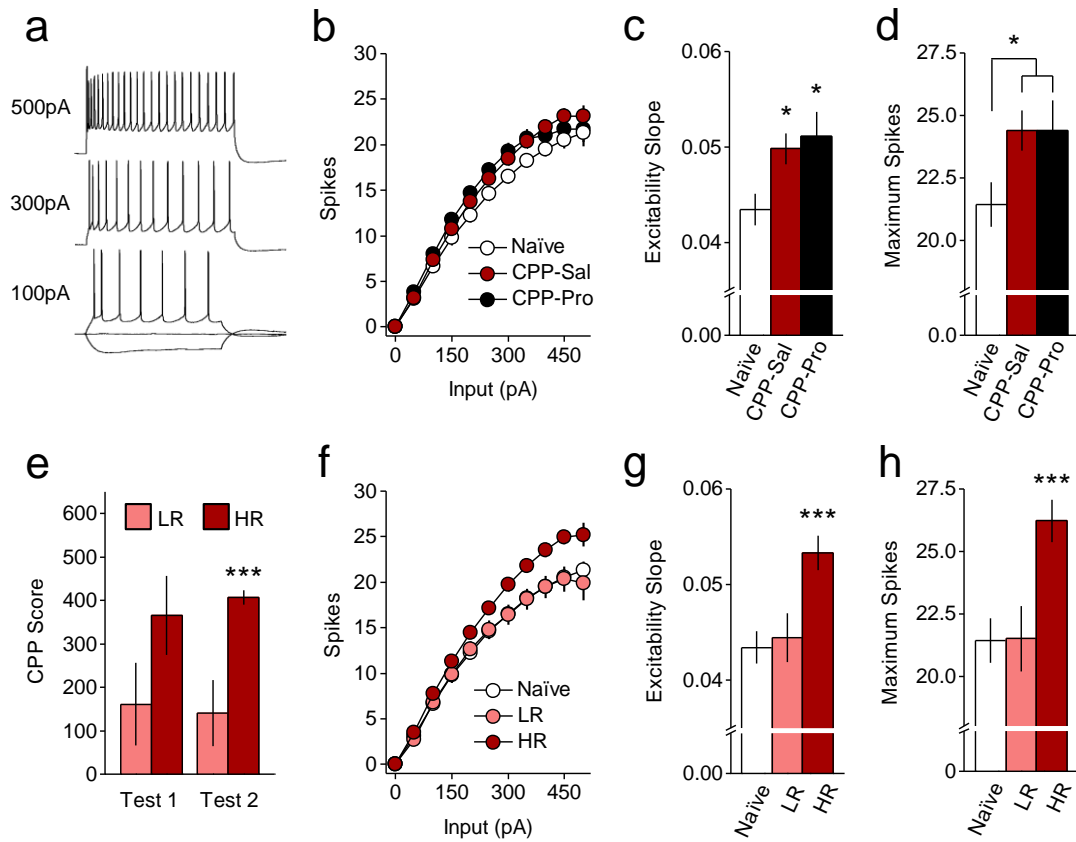 a
500pA
300pA
100pA
b
30
25
20
15
10
5
0
Spikes
Naïve
CPP-Sal
CPP-Pro
0 150 300 450
Input (pA)
c
0.06
0.05
0.04
0.00
Excitability Slope
* *
Naïve CPP-Sal CPP-Pro
d
27.5
22.5
20.0
0.0
Maximum Spikes
*
Naïve CPP-Sal CPP-Pro
e
600
500
400
300
200
100
0
CPP Score
LR HR
***
Test 1 Test 2
f
30
25
20
15
10
5
0
Spikes
Naïve
LR
HR
0 150 300 450
Input (pA)
g
0.06
0.05
0.04
0.00
Excitability Slope
***
Naïve LR HR
h
27.5
22.5
20.0
0
Maximum Spikes
***
Naïve LR HR